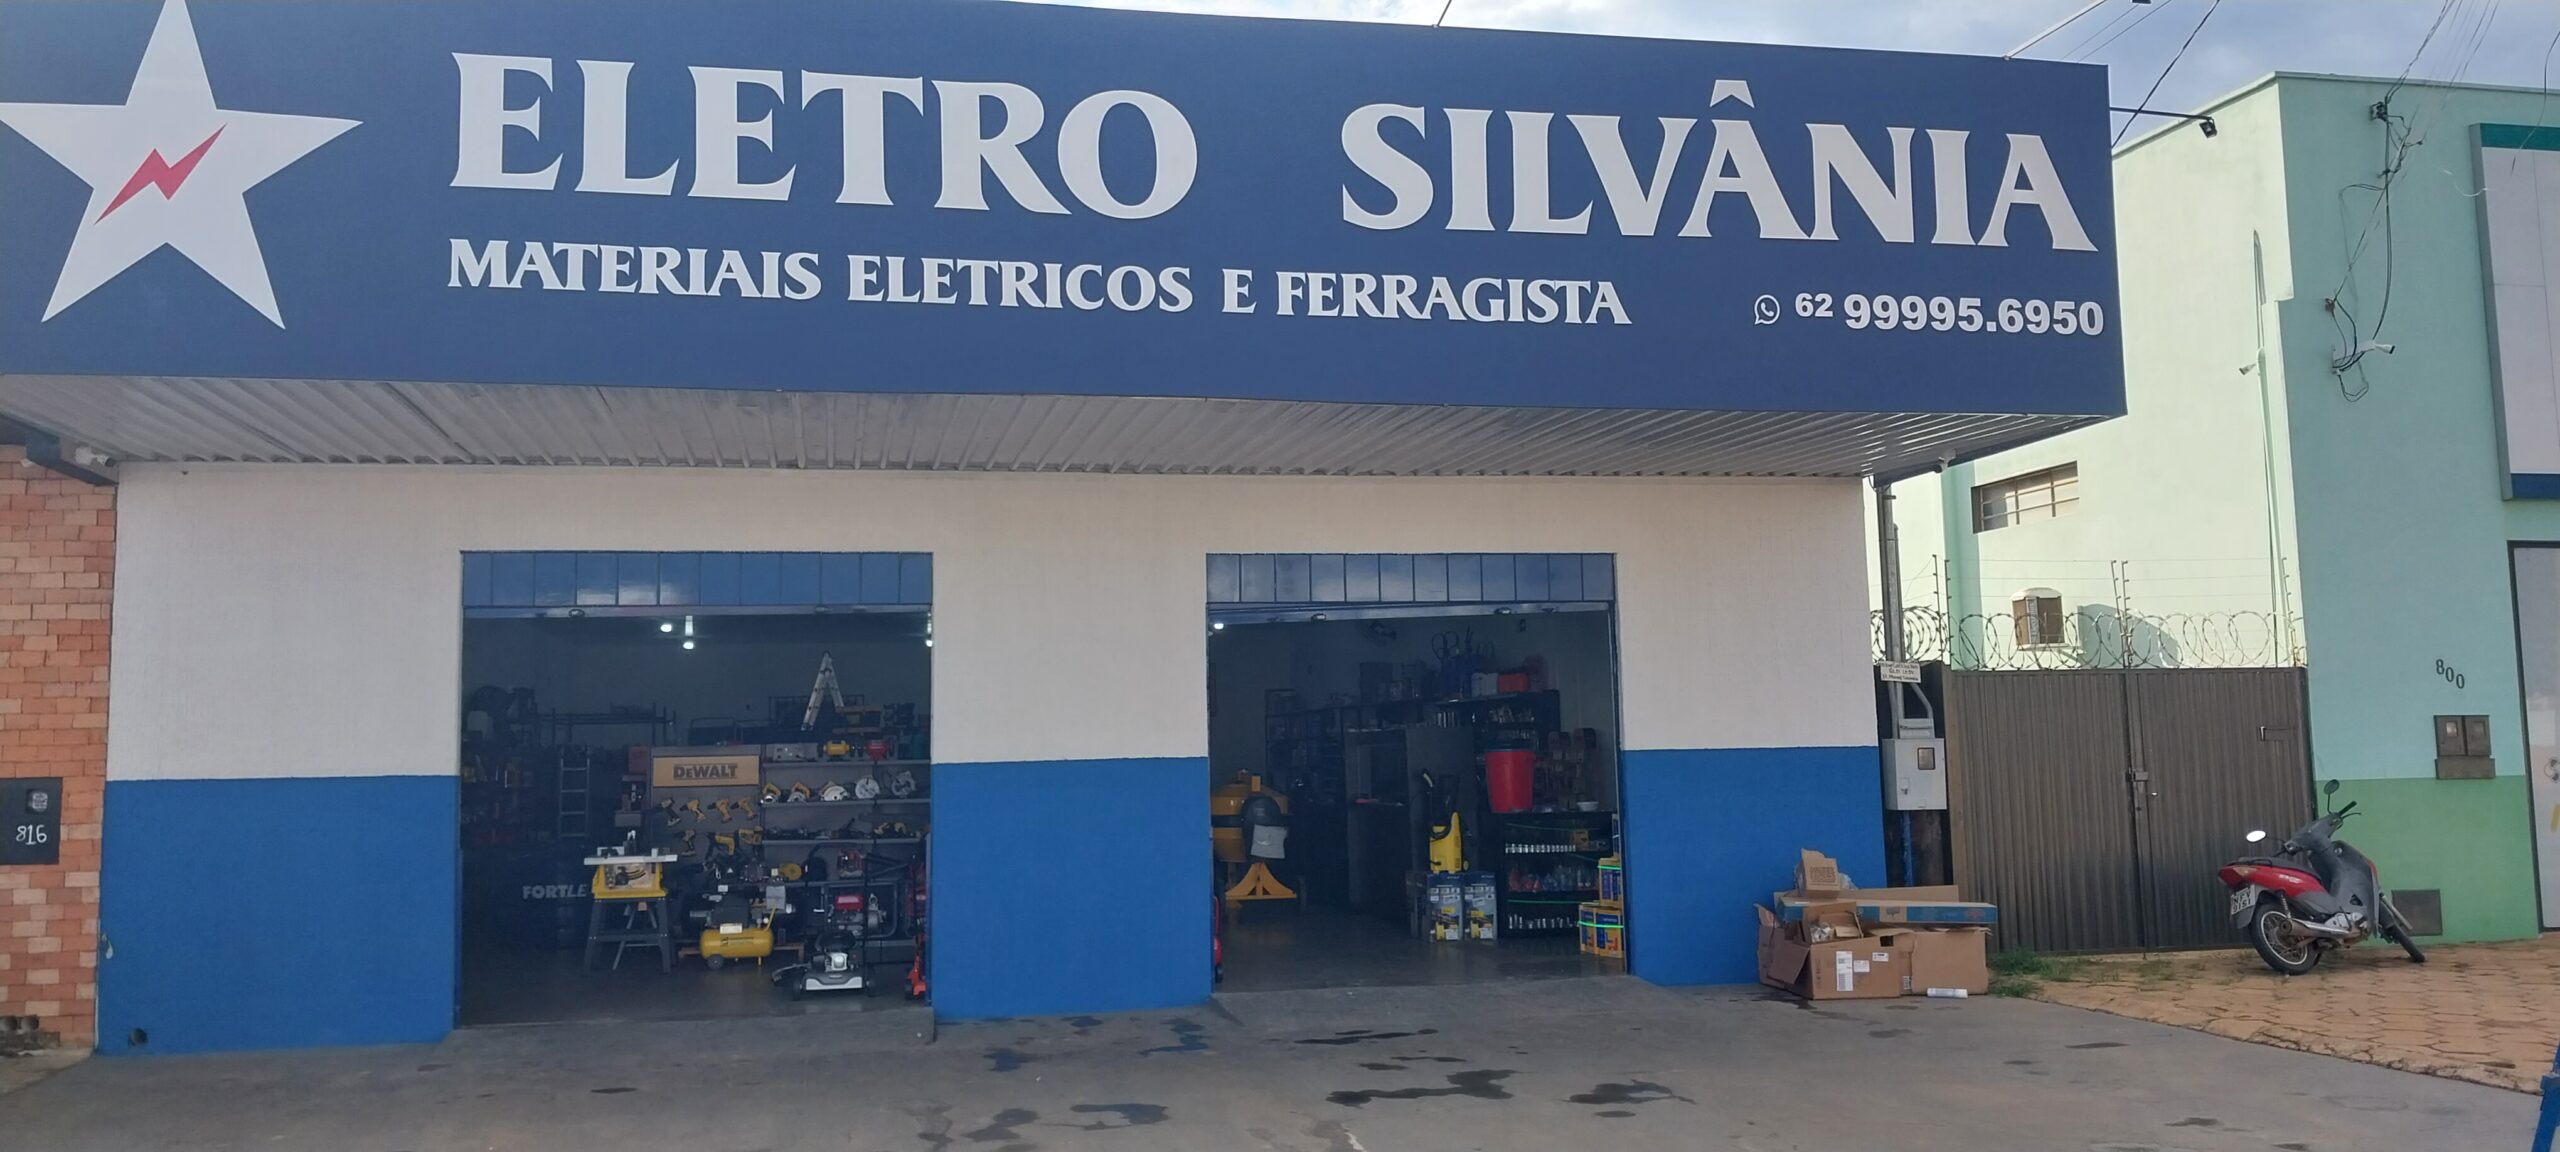 ELETRO SILVÂNIA
MATERIAIS ELETRICOS E FERRAGISTA
62 99995.6950
800
DEWALT
816
FORTLE